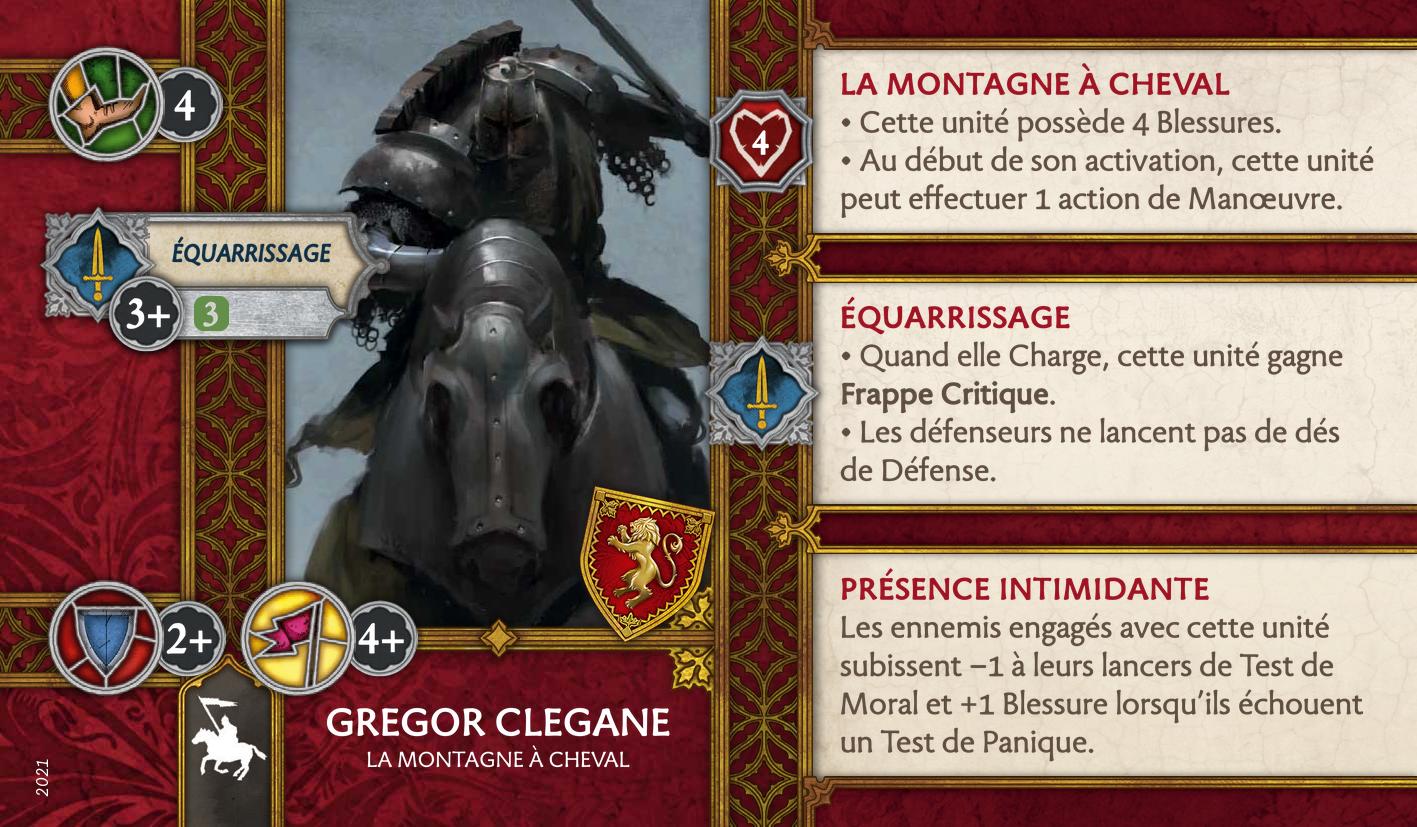 4
ÉQUARRISSAGE
3+ 3
2+ 4+
GREGOR CLEGANE
LA MONTAGNE À CHEVAL
2021
4
LA MONTAGNE À CHEVAL
• Cette unité possède 4 Blessures.
• Au début de son activation, cette unité
peut effectuer 1 action de Manœuvre.
ÉQUARRISSAGE
• Quand elle Charge, cette unité gagne
Frappe Critique.
• Les défenseurs ne lancent pas de dés
de Défense.
PRÉSENCE INTIMIDANTE
Les ennemis engagés avec cette unité
subissent −1 à leurs lancers de Test de
Moral et +1 Blessure lorsqu’ils échouent
un Test de Panique.